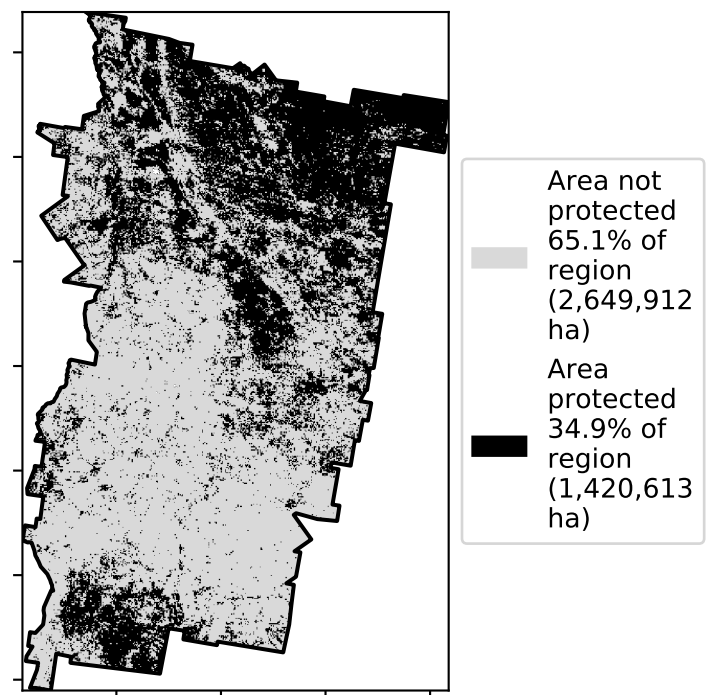 Area not
protected
65.1% of
region
(2,649,912
ha)
Area
protected
34.9% of
region
(1,420,613
ha)